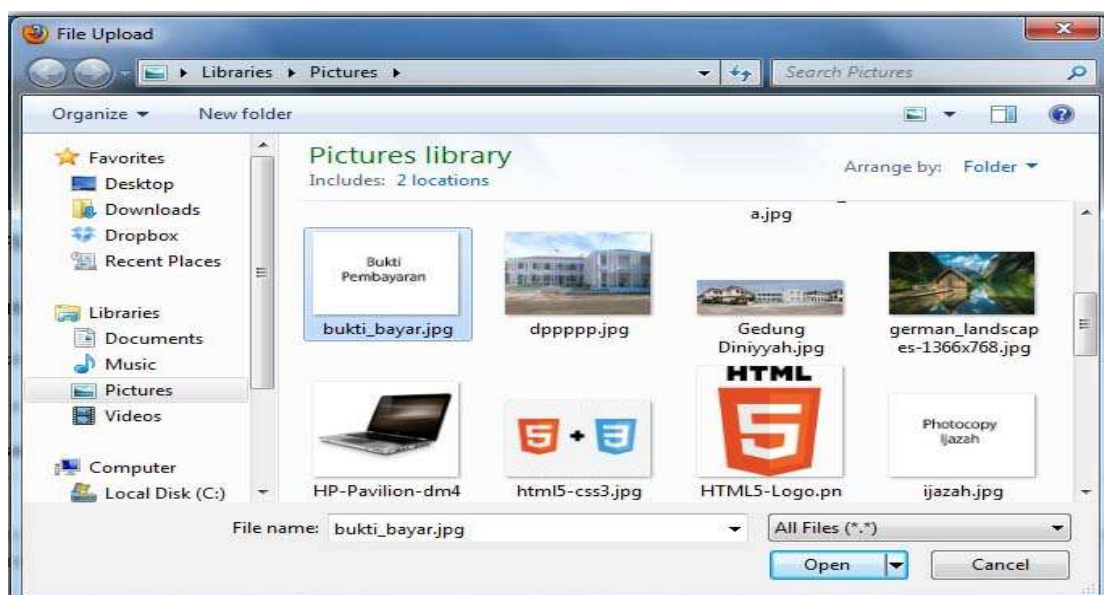 File Upload
Libraries Pictures
Search Pictures
Organize New folder
Favorites
Desktop
Downloads
Dropbox
Recent Places
Libraries
Documents
Music
Pictures
Videos
Computer
Local Disk (C:)
Pictures library
Includes: 2 locations
Arrange by: Folder
a.jpg
Bukti
Pembayaran
bukti_bayar.jpg
dppppp.jpg
Gedung
Diniyyah.jpg
german_landscap
es-1366x768.jpg
HTML
5
5 + 3
Photocopy
Ijazah
HP-Pavilion-dm4
html5-css3.jpg
HTML5-Logo.pn
ijazah.jpg
File name: bukti_bayar.jpg
All Files (*.*)
Open
Cancel